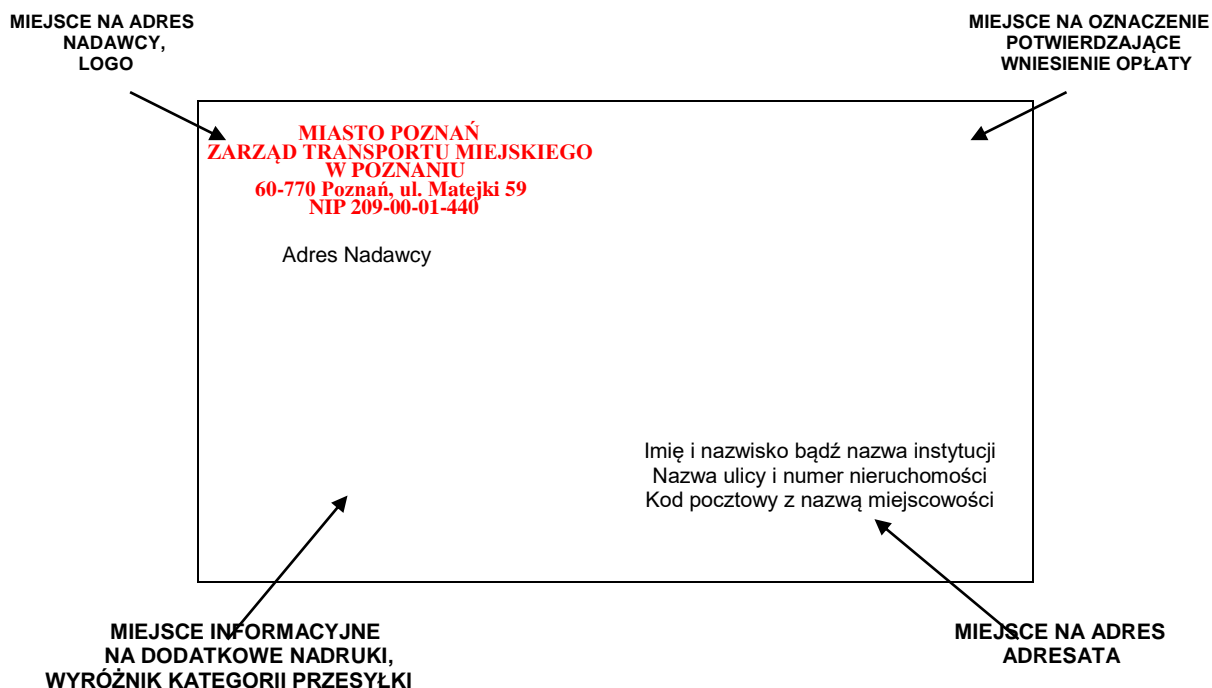 MIEJSCE NA ADRES
NADAWCY,
LOGO
MIEJSCE NA OZNACZENIE
POTWIERDZAJĄCE
WNIESIENIE OPŁATY
MIASTO POZNAŃ
ZARZĄD TRANSPORTU MIEJSKIEGO
W POZNANIU
60-770 Poznań, ul. Matejki 59
NIP 209-00-01-440
Adres Nadawcy
Imię i nazwisko bądź nazwa instytucji
Nazwa ulicy i numer nieruchomości
Kod pocztowy z nazwą miejscowości
MIEJSCE INFORMACYJNE
NA DODATKOWE NADRUKI,
WYRÓŻNIK KATEGORII PRZESYŁKI
MIEJSCE NA ADRES
ADRESATA